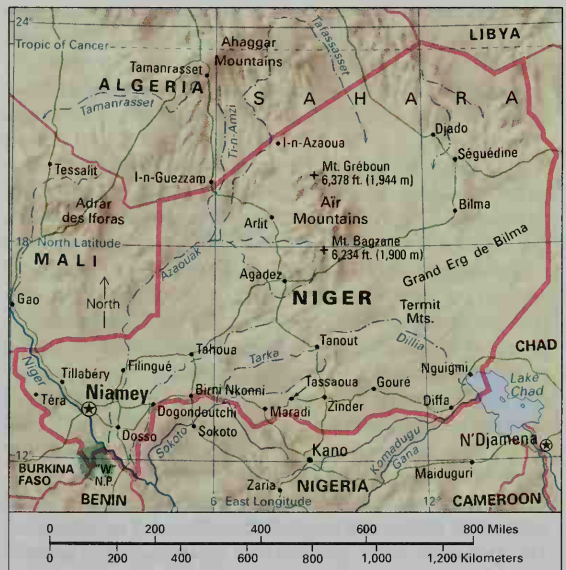 24°
LIBYA
Tropic of Cancer
Ahaggar
Mountains
Tafassasset
Tamanrasset
ALGERIA
SAHARA
Tamanrasset
Ti-n-Amzi
Djado
I-n-Azaoua
Séguédine
Tessalit
I-n-Guezzam
Mt. Gréboun
6,378 ft. (1,944 m)
Adrar
des Iforas
Aïr
Mountains
Arlit
Bilma
18° North Latitude
Mt. Bagzane
6,234 ft. (1,900 m)
MALI
Azaouak
Grand Erg de Bilma
Agadez
North
Gao
NIGER
Termit
Mts.
CHAD
Tanout
Dillia
Tahoua
Tarka
Niger
Filingué
Tillabéry
Nguigmi
Lake
Chad
Niamey
Birni Nkonni
Tassaoua
Gouré
Téra
Dogondoutchi
Maradi
Zinder
Diffa
Dosso
Sokoto
Sokoto
N'Djamena
12°
Kano
Komadugu
Gana
BURKINA
FASO
"W"
N.P.
Zaria
NIGERIA
Maiduguri
BENIN
6° East Longitude
12°
CAMEROON
0 200 400 600 800 Miles
0 200 400 600 800 1,000 1,200 Kilometers